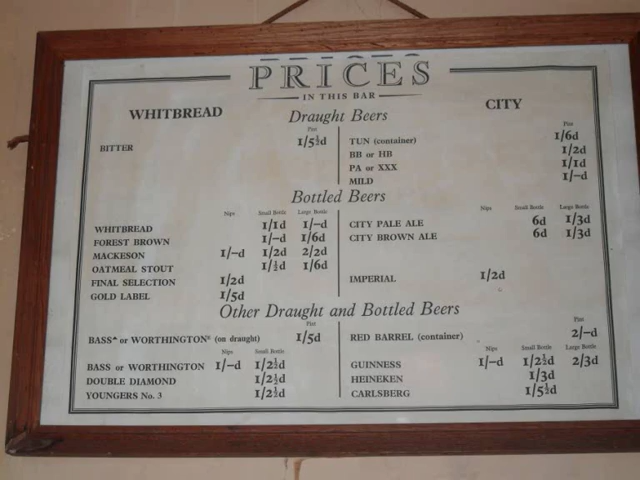 PRICES
IN THIS BAR
WHITBREAD
CITY
Draught Beers
Pint
BITTER 1/5½d
Pint
TUN (container) 1/6d
BB or HB 1/2d
PA or XXX 1/1d
MILD 1/-d
Bottled Beers
Nips Small Bottle Large Bottle
WHITBREAD 1/1d 1/-d
FOREST BROWN 1/-d 1/6d
MACKESON 1/-d 1/2d 2/2d
OATMEAL STOUT 1/½d 1/6d
FINAL SELECTION 1/2d
GOLD LABEL 1/5d
Nips Small Bottle Large Bottle
CITY PALE ALE 6d 1/3d
CITY BROWN ALE 6d 1/3d
IMPERIAL 1/2d
Other Draught and Bottled Beers
Pint
BASS or WORTHINGTON (on draught) 1/5d
Nips Small Bottle
BASS or WORTHINGTON 1/-d 1/2½d
DOUBLE DIAMOND 1/2½d
YOUNGERS No. 3 1/2½d
Pint
RED BARREL (container) 2/-d
Nips Small Bottle Large Bottle
GUINNESS 1/-d 1/2½d 2/3d
HEINEKEN 1/3d
CARLSBERG 1/5½d